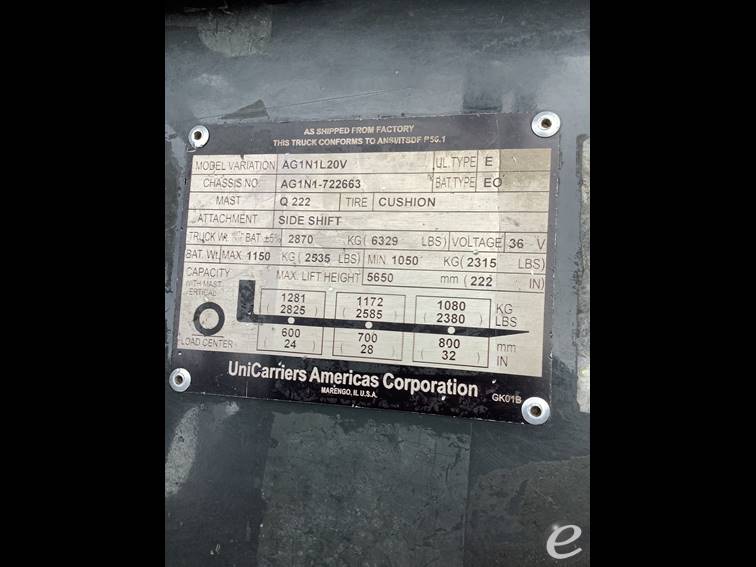 AS SHIPPED FROM FACTORY
THIS TRUCK CONFORMS TO ANSI/ITSDF B56.1
MODEL VARIATION AG1N1L20V UL.TYPE E
CHASSIS NO. AG1N1-722663 BAT.TYPE EO
MAST Q 222 TIRE CUSHION
ATTACHMENT SIDE SHIFT
TRUCK Wt. BAT. ±5% 2870 KG( 6329 LBS) VOLTAGE 36 V
BAT. Wt. MAX. 1150 KG ( 2535 LBS) MIN. 1050 KG ( 2315 LBS)
CAPACITY MAX. LIFT HEIGHT 5650 mm ( 222 IN)
WITH MAST VERTICAL
1281 1172 1080 KG
2825 ( 2585 ) ( 2380 ) LBS
LOAD CENTER 600 700 800 mm
( 24 ) ( 28 ) ( 32 ) IN
UniCarriers Americas Corporation
MARENGO, IL U.S.A.
GK01B
e